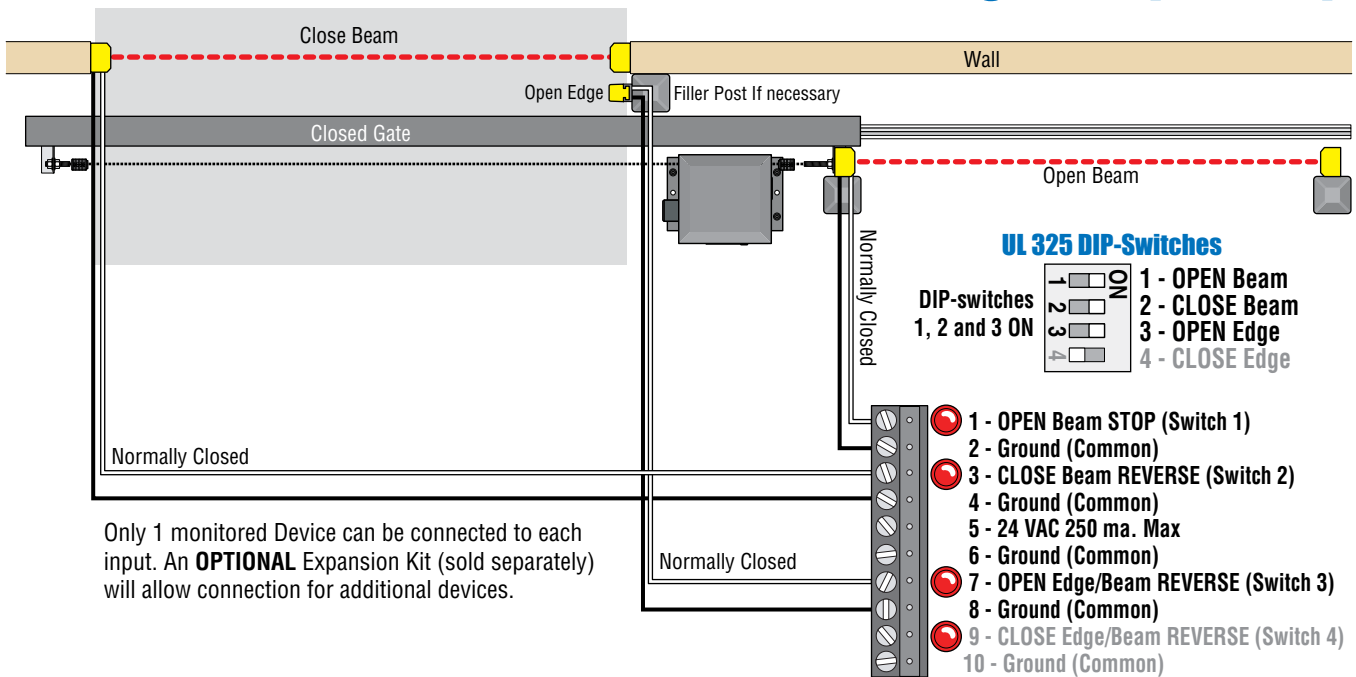 Close Beam
Wall
Open Edge
Filler Post If necessary
Closed Gate
Open Beam
Normally Closed
UL 325 DIP-Switches
DIP-switches
1, 2 and 3 ON
ON
1
2
3
4
1 - OPEN Beam
2 - CLOSE Beam
3 - OPEN Edge
4 - CLOSE Edge
Normally Closed
1 - OPEN Beam STOP (Switch 1)
2 - Ground (Common)
3 - CLOSE Beam REVERSE (Switch 2)
4 - Ground (Common)
5 - 24 VAC 250 ma. Max
6 - Ground (Common)
7 - OPEN Edge/Beam REVERSE (Switch 3)
8 - Ground (Common)
9 - CLOSE Edge/Beam REVERSE (Switch 4)
10 - Ground (Common)
Only 1 monitored Device can be connected to each
input. An OPTIONAL Expansion Kit (sold separately)
will allow connection for additional devices.
Normally Closed